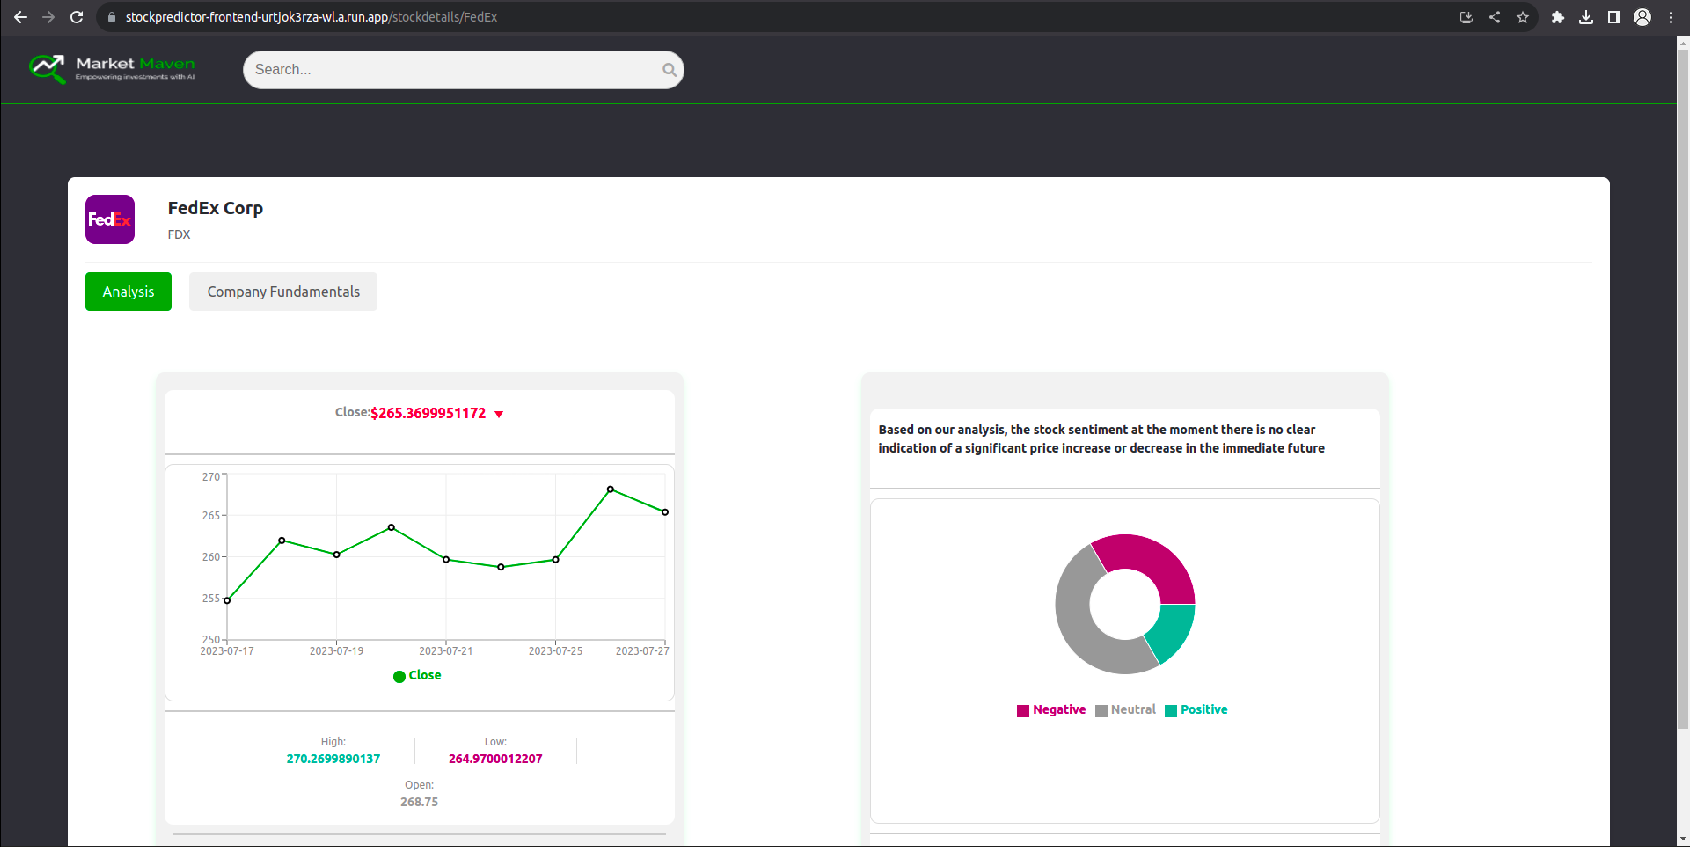 stockpredictor-frontend-urtjok3rza-wl.a.run.app/stockdetails/FedEx
Market Maven
Empowering investments with AI
Search...
FedEx
FedEx Corp
FDX
Analysis
Company Fundamentals
Close:$265.3699951172
270
265
260
255
250
2023-07-17 2023-07-19 2023-07-21 2023-07-25 2023-07-27
Close
High:
270.2699890137
Low:
264.9700012207
Open:
268.75
Based on our analysis, the stock sentiment at the moment there is no clear
indication of a significant price increase or decrease in the immediate future
Negative Neutral Positive